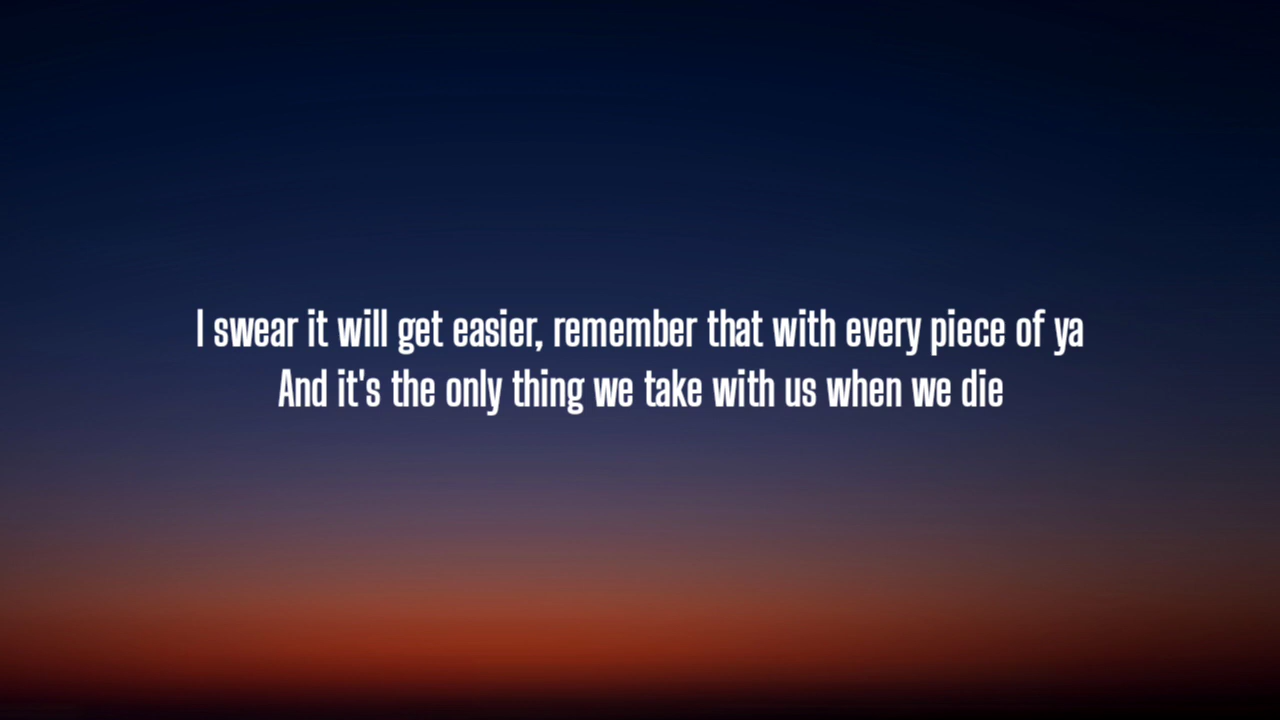 I swear it will get easier, remember that with every piece of ya
And it's the only thing we take with us when we die